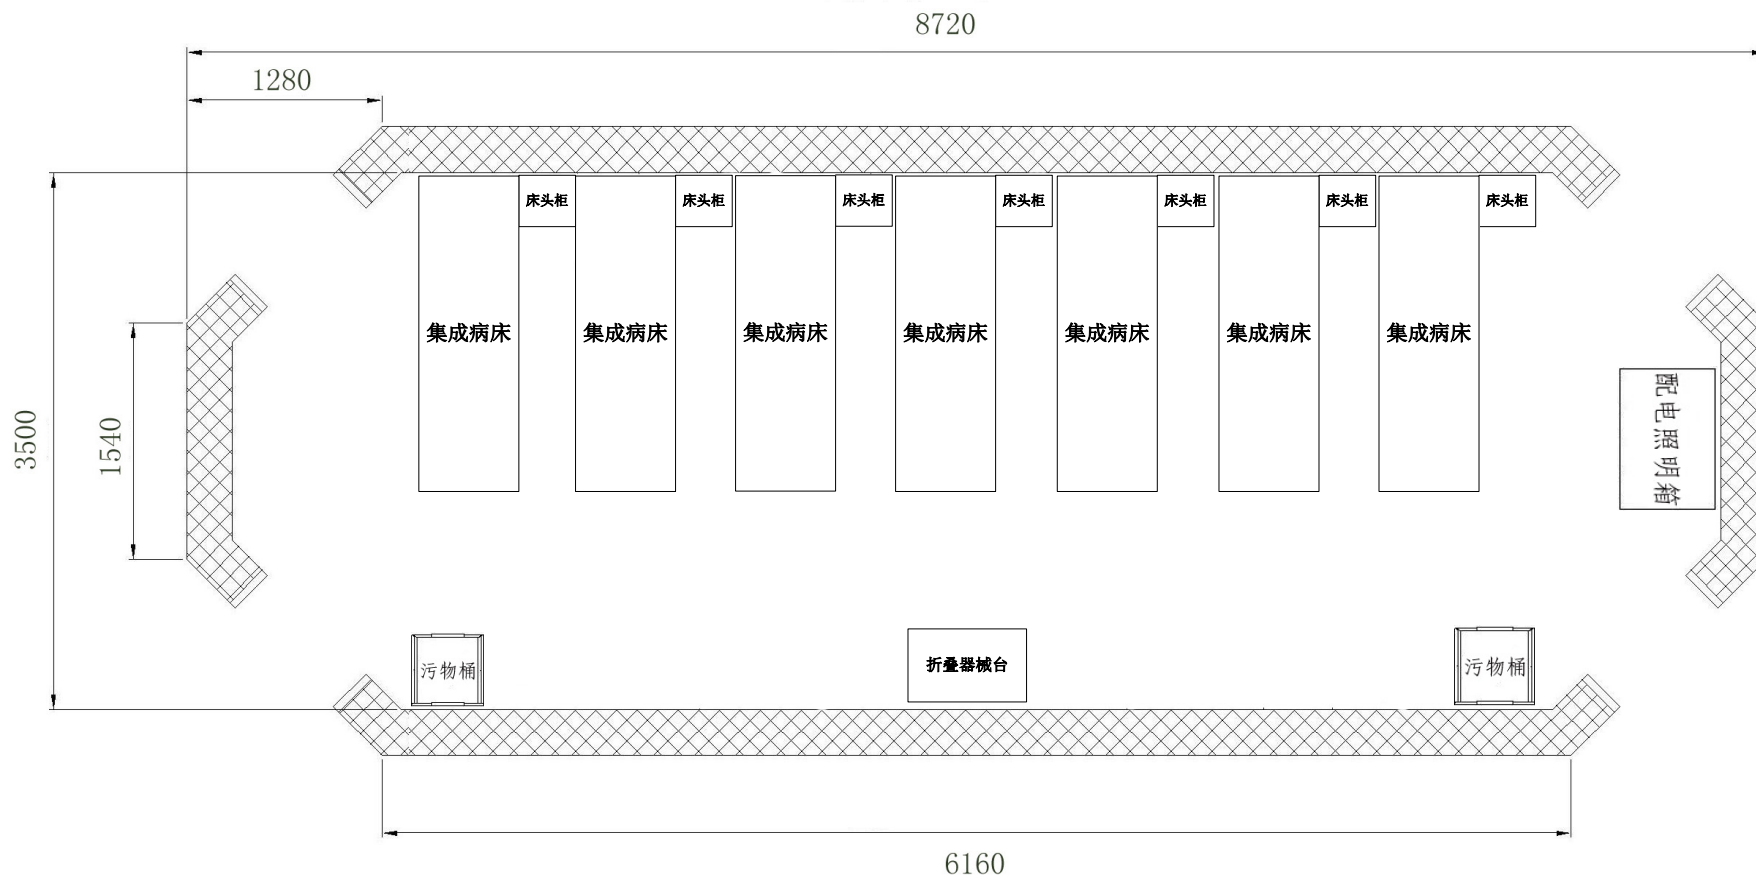 8720
1280
床头柜
床头柜
床头柜
床头柜
床头柜
床头柜
床头柜
集成病床
集成病床
集成病床
集成病床
集成病床
集成病床
集成病床
配电照明箱
3500
1540
污物桶
折叠器械台
污物桶
6160